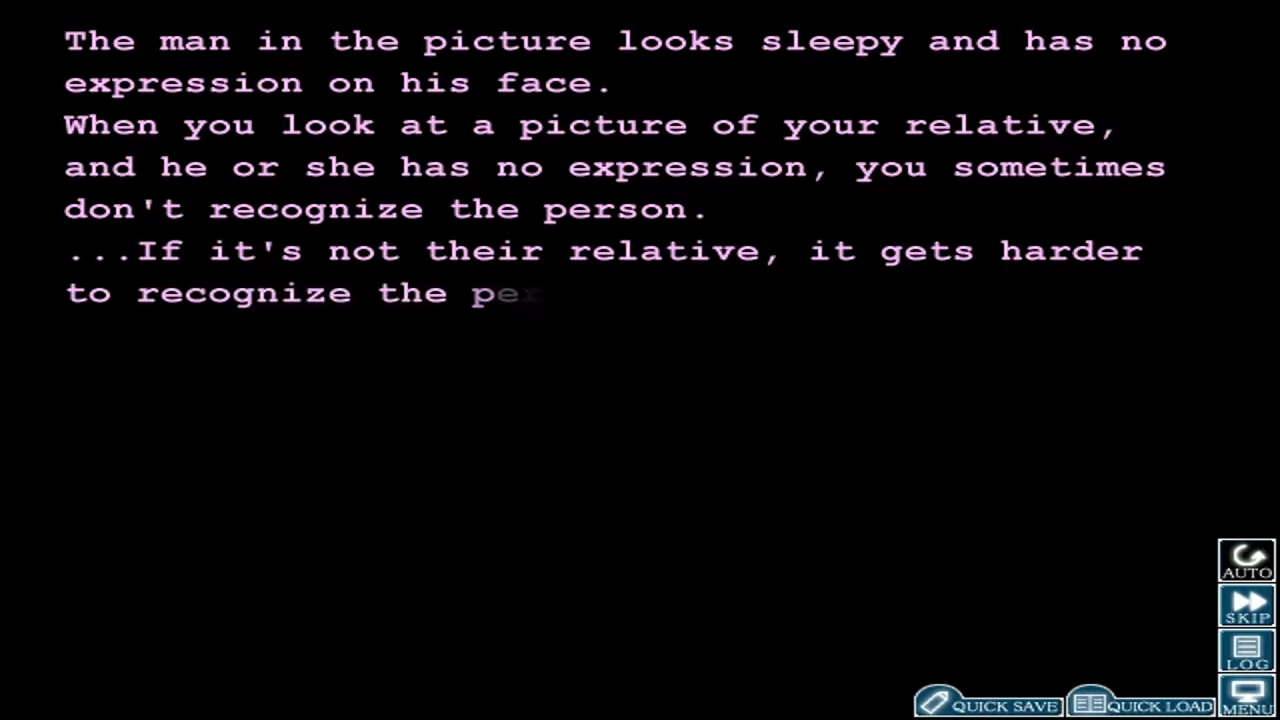 The man in the picture looks sleepy and has no
expression on his face.
When you look at a picture of your relative,
and he or she has no expression, you sometimes
don't recognize the person.
...If it's not their relative, it gets harder
to recognize the per
AUTO
SKIP
LOG
QUICK SAVE
QUICK LOAD
MENU